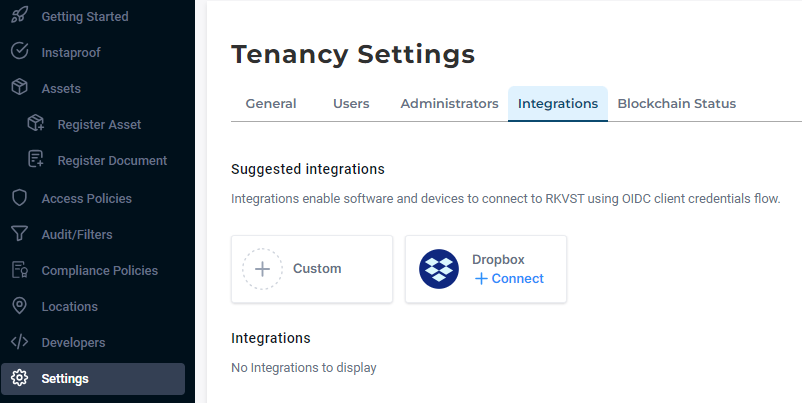 Getting Started
Instaproof
Assets
Register Asset
Register Document
Access Policies
Audit/Filters
Compliance Policies
Locations
Developers
Settings
Tenancy Settings
General Users Administrators Integrations Blockchain Status
Suggested integrations
Integrations enable software and devices to connect to RKVST using OIDC client credentials flow.
Custom
Dropbox
+ Connect
Integrations
No Integrations to display